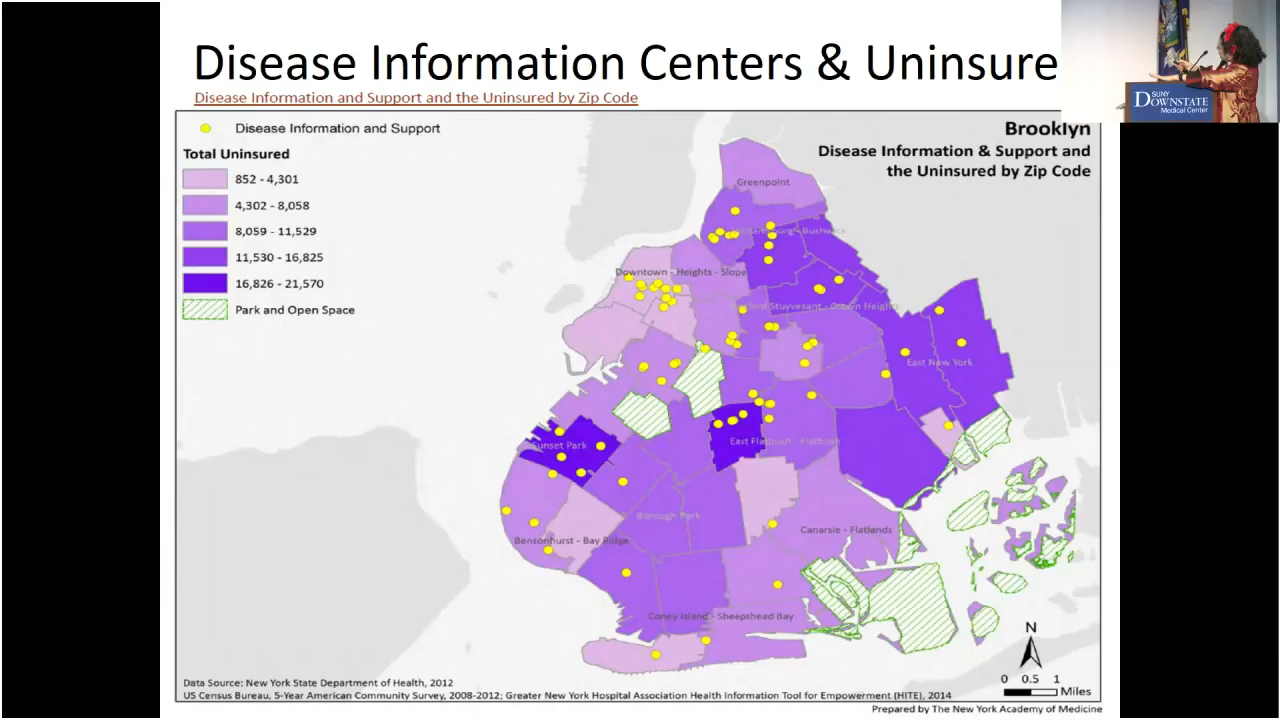 Disease Information Centers & Uninsure
Disease Information and Support and the Uninsured by Zip Code
SUNY
DOWNSTATE
Medical Center
Disease Information and Support
Total Uninsured
852 - 4,301
4,302 - 8,058
8,059 - 11,529
11,530 - 16,825
16,826 - 21,570
Park and Open Space
Brooklyn
Disease Information & Support and
the Uninsured by Zip Code
Greenpoint
Bushwick
Downtown - Heights - Slope
Stuyvesant - Crown Heights
East New York
Sunset Park
East Flatbush - Flatbush
Borough Park
Canarsie - Flatlands
Bensonhurst - Bay Ridge
Coney Island - Sheepshead Bay
N
0 0.5 1
Miles
Data Source: New York State Department of Health, 2012
US Census Bureau, 5-Year American Community Survey, 2008-2012; Greater New York Hospital Association Health Information Tool for Empowerment (HITE), 2014
Prepared by The New York Academy of Medicine